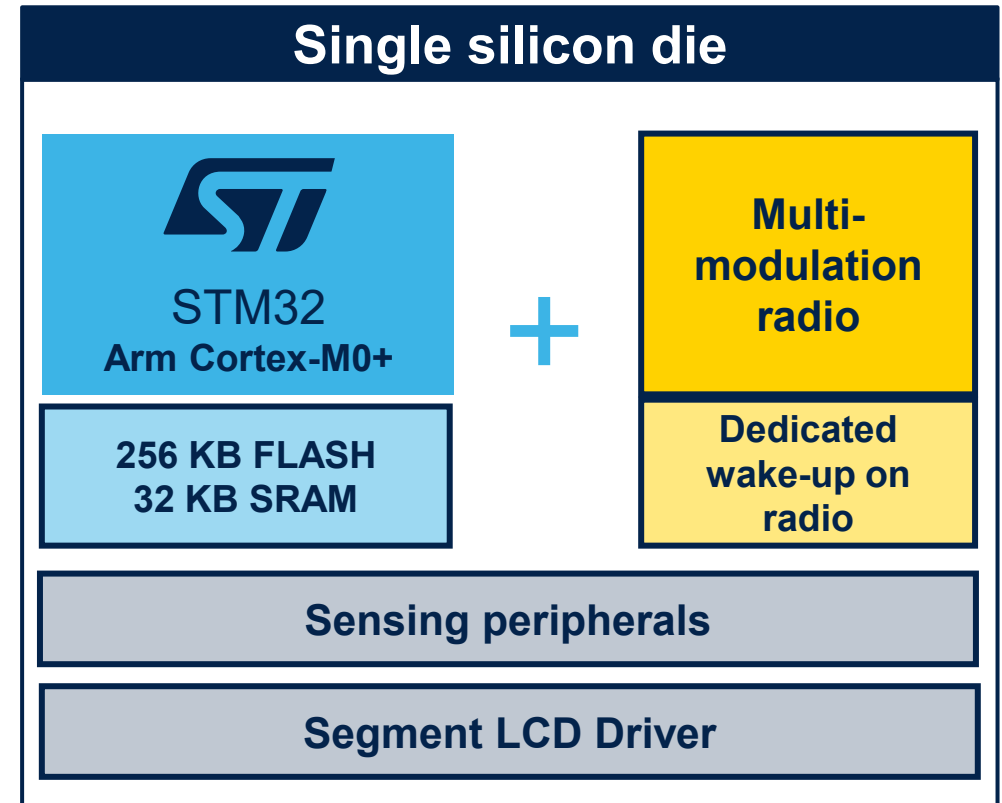 Single silicon die
ST
STM32
Arm Cortex-M0+
256 KB FLASH
32 KB SRAM
+
Multi-
modulation
radio
Dedicated
wake-up on
radio
Sensing peripherals
Segment LCD Driver